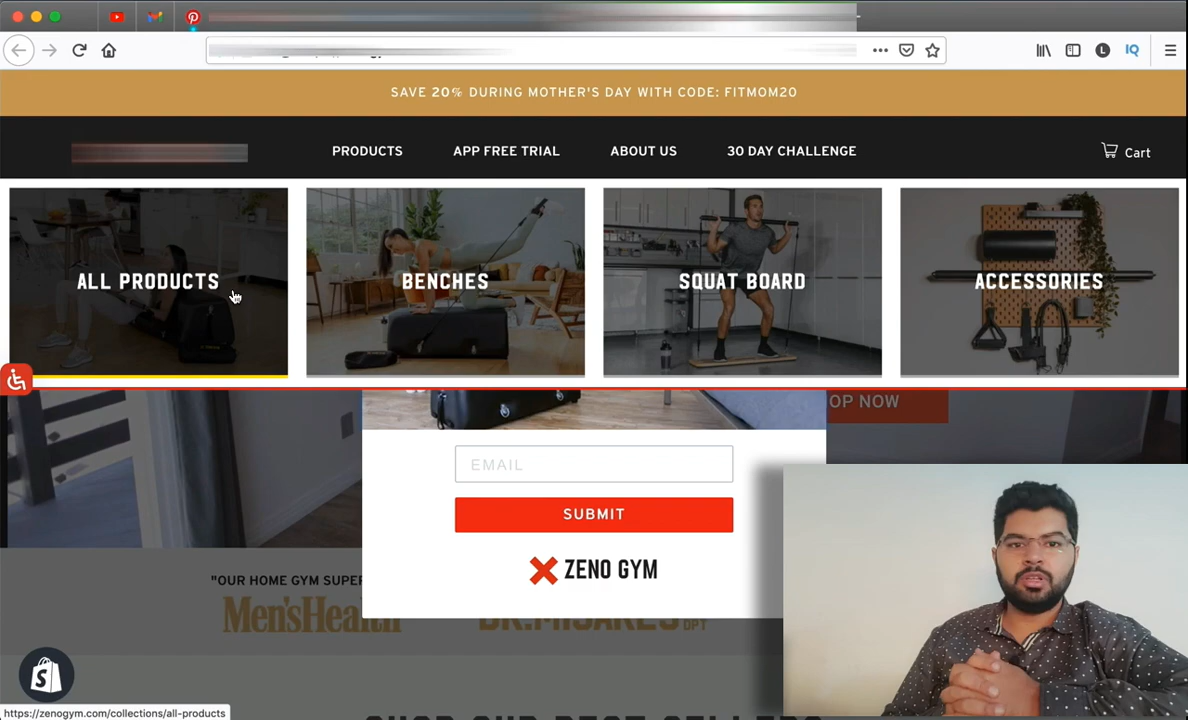 IQ
SAVE 20% DURING MOTHER'S DAY WITH CODE: FITMOM20
PRODUCTS
APP FREE TRIAL
ABOUT US
30 DAY CHALLENGE
Cart
ALL PRODUCTS
BENCHES
SQUAT BOARD
ACCESSORIES
OP NOW
EMAIL
SUBMIT
ZENO GYM
"OUR HOME GYM SUPER
Men'sHealth
https://zenogym.com/collections/all-products